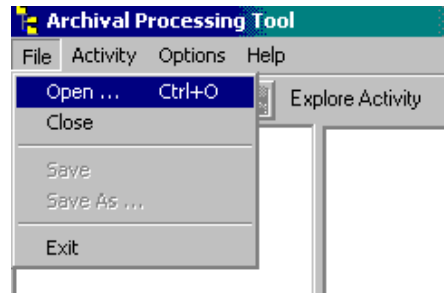 Archival Processing Tool
File Activity Options Help
Open ... Ctrl+O
Explore Activity
Close
Save
Save As ...
Exit